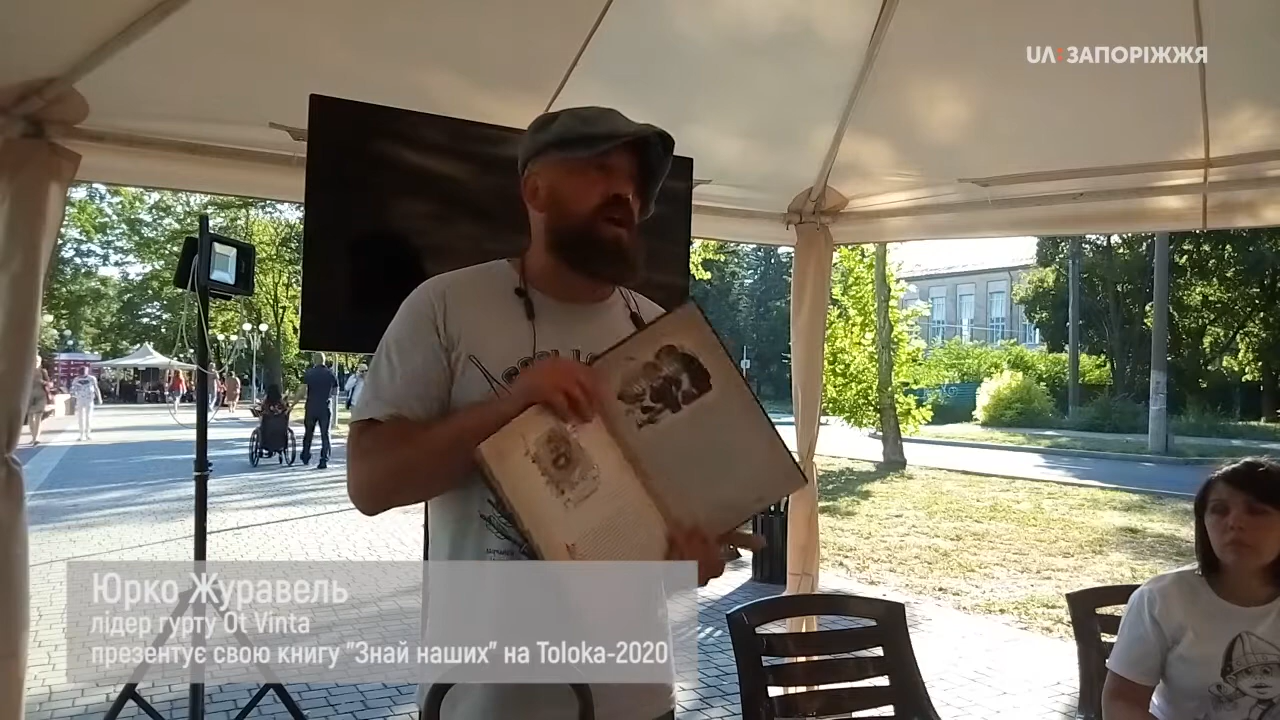 UA:ЗАПОРІЖЖЯ
Юрко Журавель
лідер гурту Ot Vinta
презентує свою книгу "Знай наших" на Toloka-2020